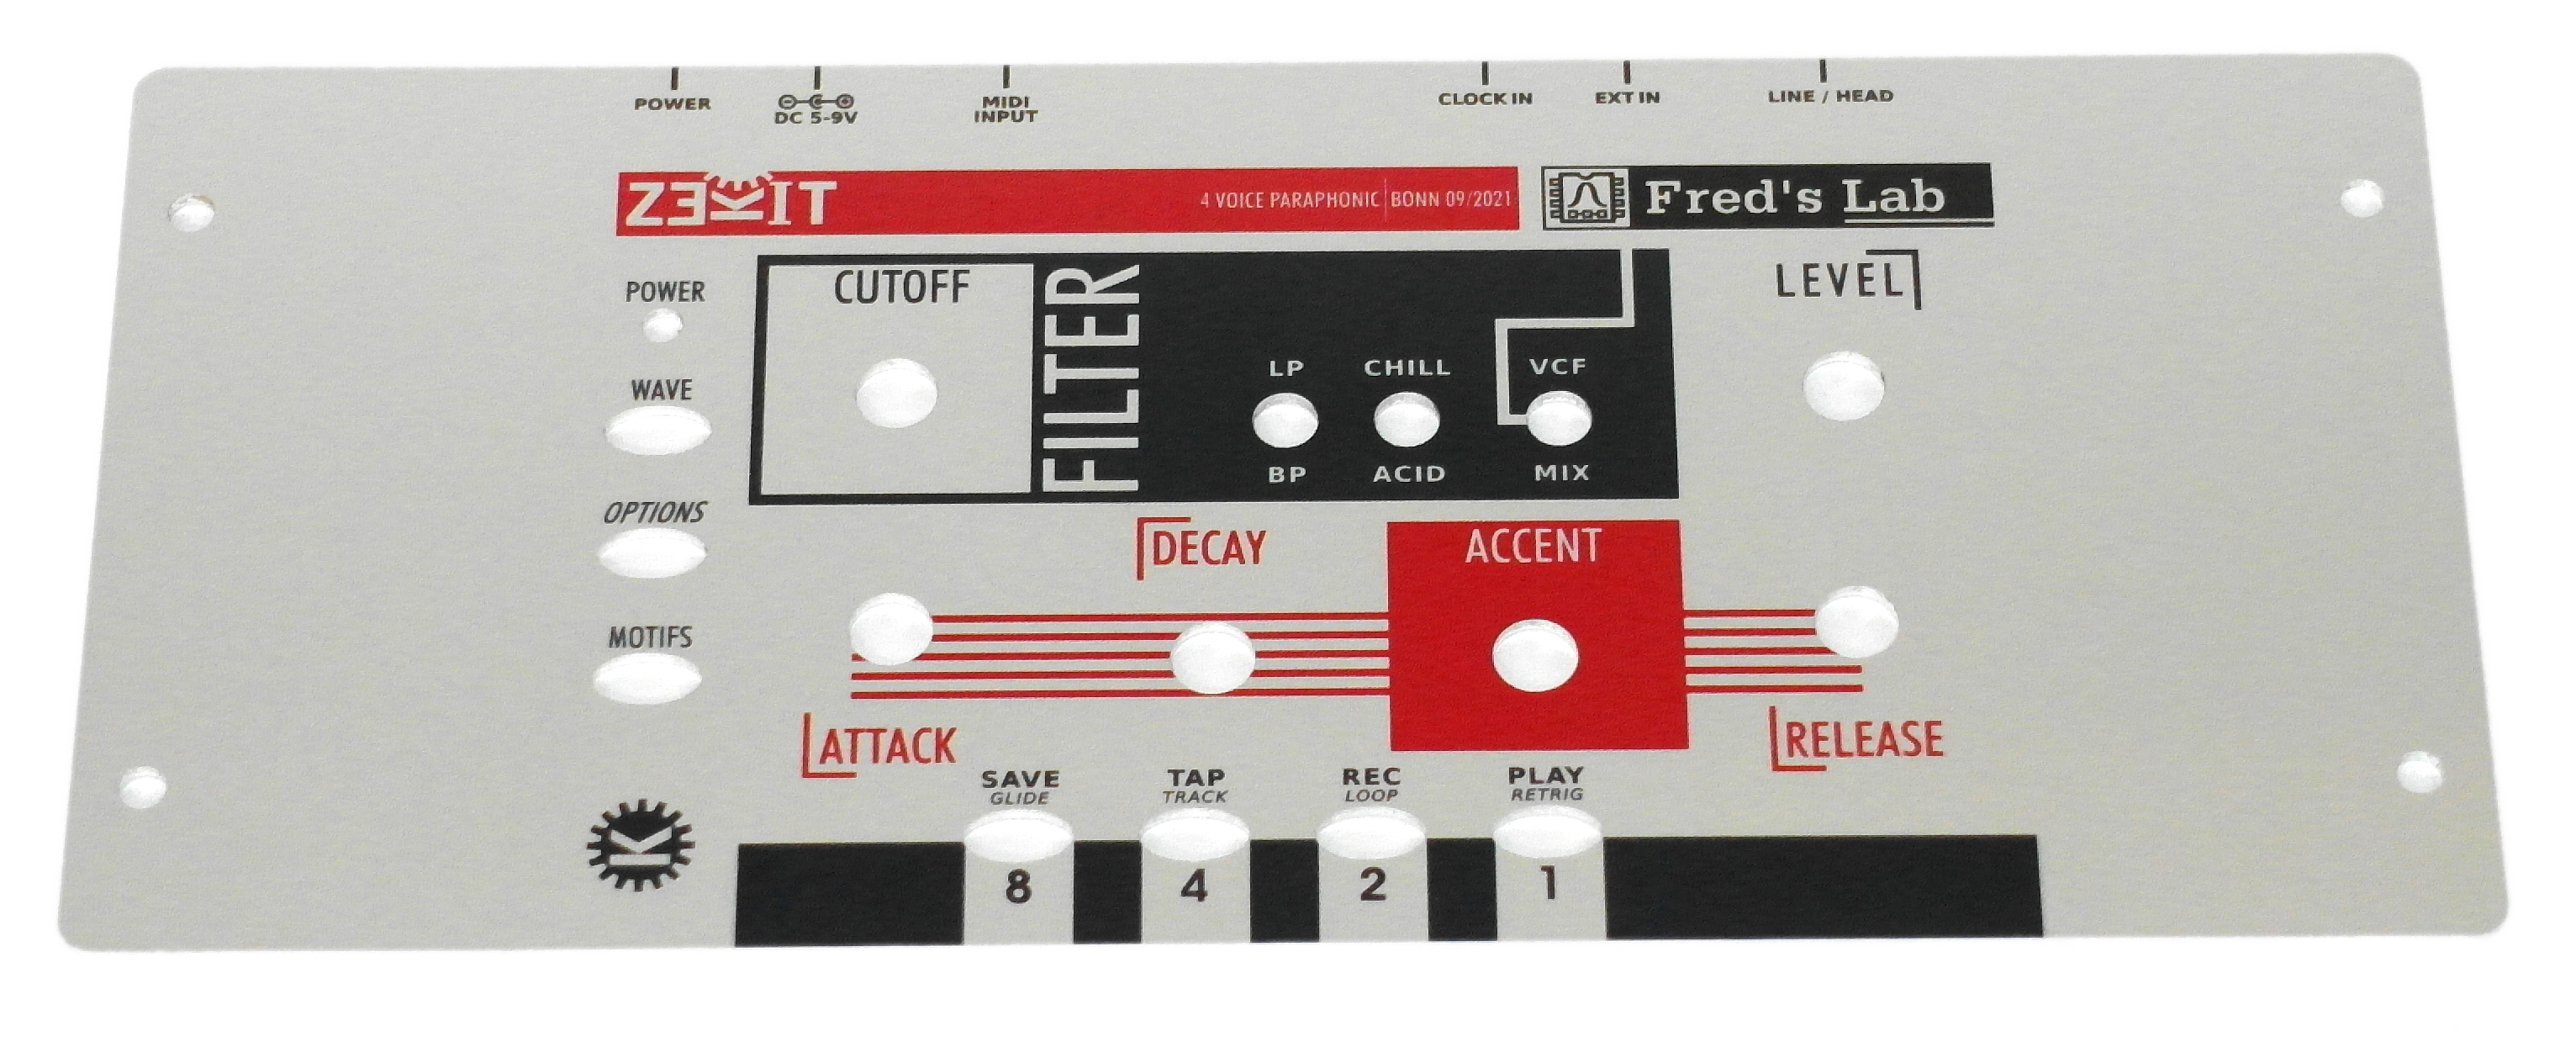 POWER
DC 5-9V
MIDI
INPUT
CLOCK IN
EXT IN
LINE / HEAD
ZEKIT
4 VOICE PARAPHONIC
BONN 09/2021
Fred's Lab
POWER
WAVE
OPTIONS
MOTIFS
CUTOFF
FILTER
LP
BP
CHILL
ACID
VCF
MIX
LEVEL
DECAY
ACCENT
ATTACK
RELEASE
SAVE
GLIDE
TAP
TRACK
REC
LOOP
PLAY
RETRIG
K
8
4
2
1